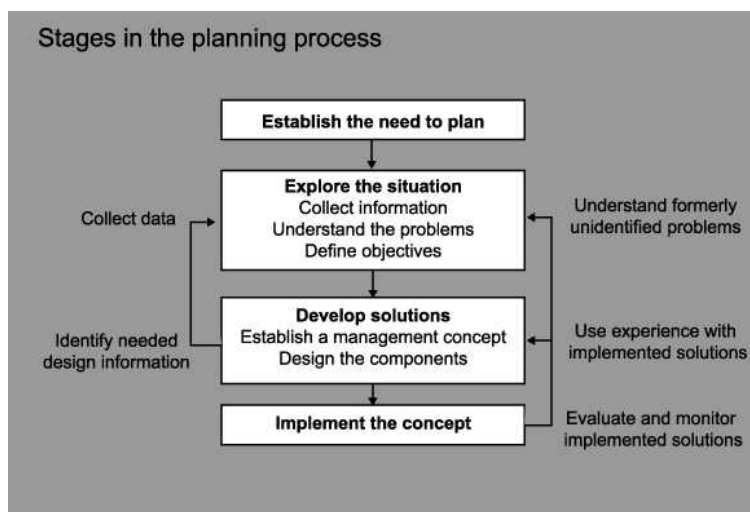 Stages in the planning process
Establish the need to plan
Explore the situation
Collect information
Understand the problems
Define objectives
Collect data
Understand formerly
unidentified problems
Develop solutions
Establish a management concept
Design the components
Identify needed
design information
Use experience with
implemented solutions
Implement the concept
Evaluate and monitor
implemented solutions